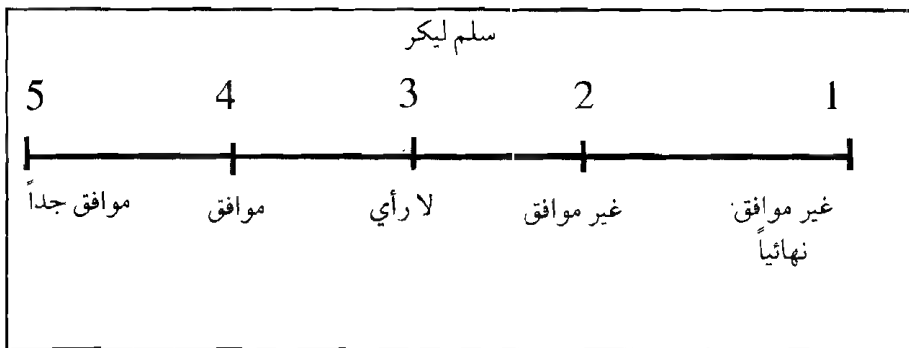 سلم ليكر
1 2 3 4 5
غير موافق نهائياً
غير موافق
لا رأي
موافق
موافق جداً